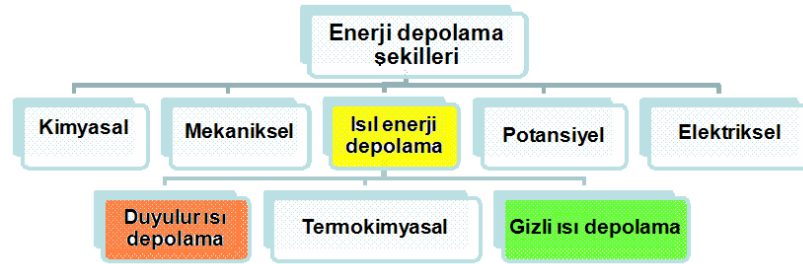 Enerji depolama
şekilleri
Kimyasal
Mekaniksel
Isıl enerji
depolama
Potansiyel
Elektriksel
Duyulur ısı
depolama
Termokimyasal
Gizli ısı depolama